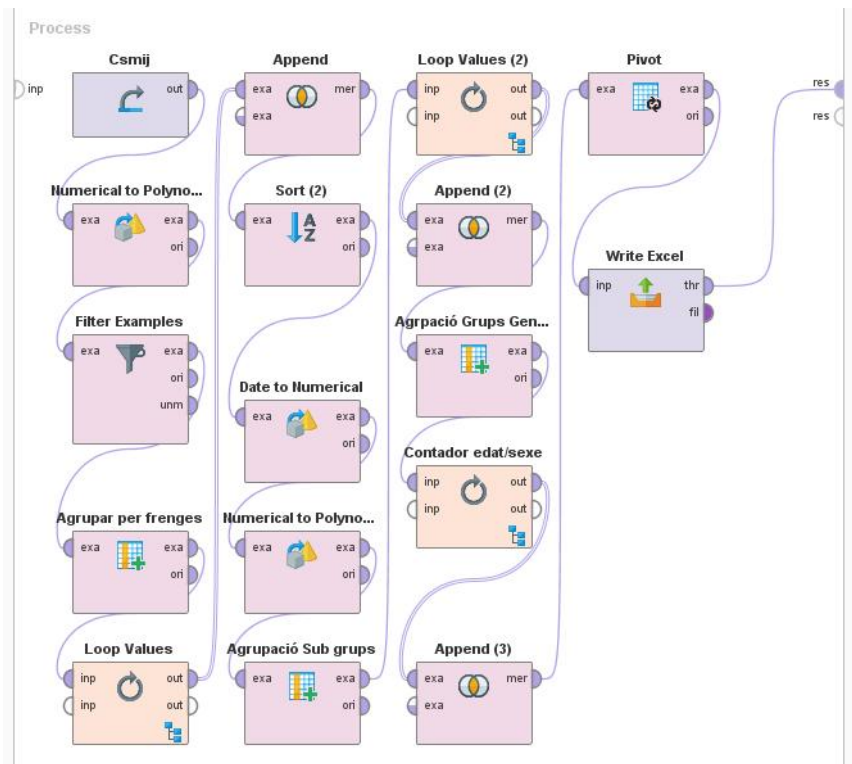 Process
inp
Csmij
out
Numerical to Polyno...
exa exa
ori
Filter Examples
exa exa
ori
unm
Agrupar per frenges
exa exa
ori
Loop Values
inp out
inp out
Append
exa mer
exa
Sort (2)
exa exa
ori
Date to Numerical
exa exa
ori
Numerical to Polyno...
exa exa
ori
Agrupació Sub grups
exa exa
ori
Loop Values (2)
inp out
inp out
Append (2)
exa mer
exa
Agrpació Grups Gen...
exa exa
ori
Contador edat/sexe
inp out
inp out
Append (3)
exa mer
exa
Pivot
exa exa
ori
Write Excel
inp thr
fil
res
res